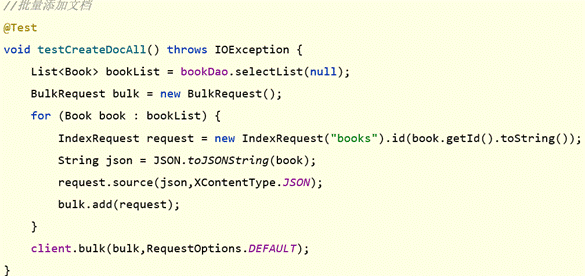 //批量添加文档
@Test
void testCreateDocAll() throws IOException {
    List<Book> bookList = bookDao.selectList(null);
    BulkRequest bulk = new BulkRequest();
    for (Book book : bookList) {
        IndexRequest request = new IndexRequest("books").id(book.getId().toString());
        String json = JSON.toJSONString(book);
        request.source(json,XContentType.JSON);
        bulk.add(request);
    }
    client.bulk(bulk,RequestOptions.DEFAULT);
}